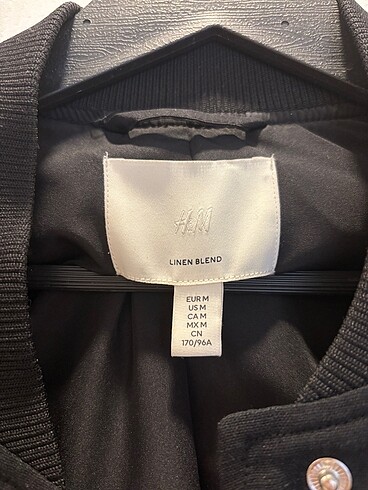 H&M
LINEN BLEND
EUR M
US M
CA M
MX M
CN
170/96A